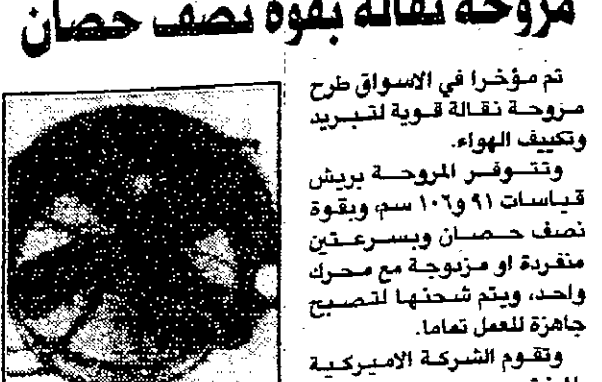 مروحة نقالة بقوة نصف حصان
تم مؤخرا في الاسواق طرح
مروحة نقالة قوية لتبريد
وتكييف الهواء.
وتتوفر المروحة بريش
قياسات ٩١ و١٠٦ سم، وبقوة
نصف حصان وبسرعتين
منفردة او مزدوجة مع محرك
واحد، ويتم شحنها لتصبح
جاهزة للعمل تماما.
وتقوم الشركة الاميركية